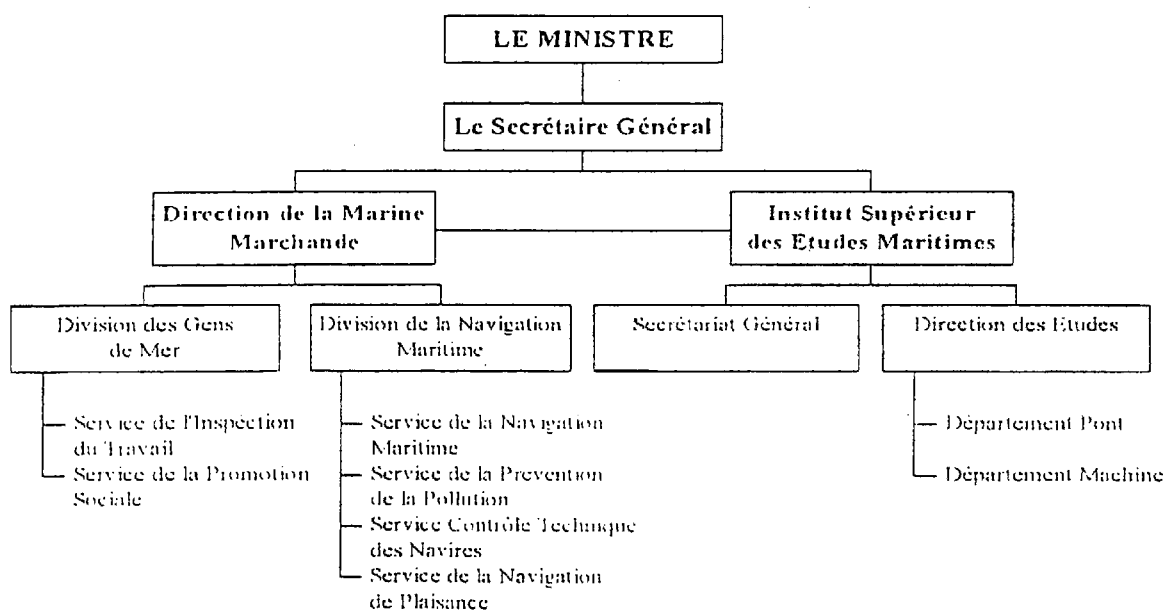 LE MINISTRE
Le Secrétaire Général
Direction de la Marine
Marchande
Institut Supérieur
des Etudes Maritimes
Division des Gens
de Mer
Division de la Navigation
Maritime
Secrétariat Général
Direction des Etudes
Service de l'Inspection
du Travail
Service de la Promotion
Sociale
Service de la Navigation
Maritime
Service de la Prevention
de la Pollution
Service Contrôle Technique
des Navires
Service de la Navigation
de Plaisance
Département Pont
Département Machine